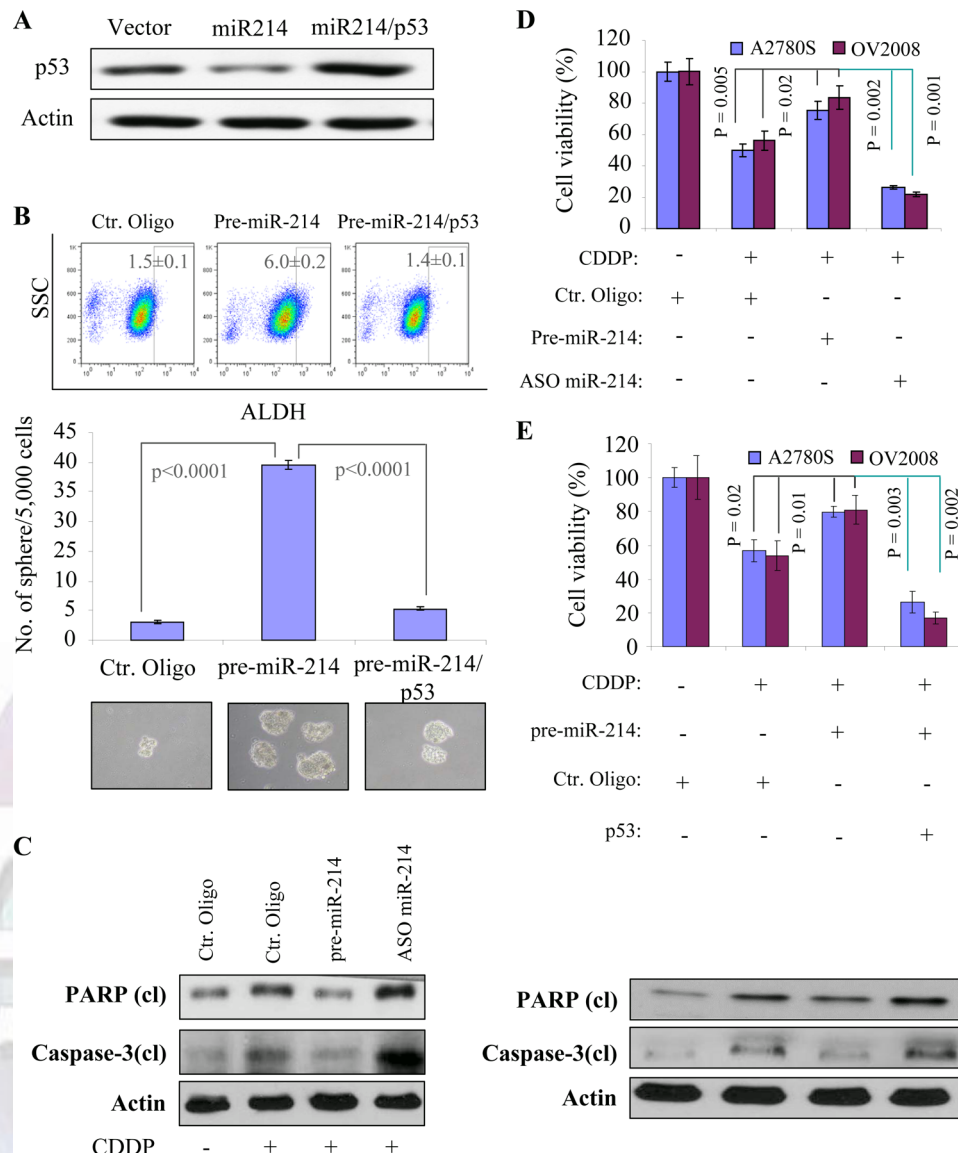 A
Vector miR214 miR214/p53
p53
Actin
B
Ctr. Oligo Pre-miR-214 Pre-miR-214/p53
SSC
1.5±0.1 6.0±0.2 1.4±0.1
ALDH
No. of sphere/5,000 cells
45
40
35
30
25
20
15
10
5
0
p<0.0001 p<0.0001
Ctr. Oligo pre-miR-214 pre-miR-214/
p53
C
Ctr. Oligo
Ctr. Oligo
pre-miR-214
ASO miR-214
PARP (cl)
Caspase-3(cl)
Actin
CDDP - + + +
PARP (cl)
Caspase-3(cl)
Actin
D
Cell viability (%)
120
100
80
60
40
20
0
A2780S OV2008
P = 0.005
P = 0.02
P = 0.002
P = 0.001
CDDP: - + + +
Ctr. Oligo: + + - -
Pre-miR-214: - - + -
ASO miR-214: - - - +
E
Cell viability (%)
120
100
80
60
40
20
0
A2780S OV2008
P = 0.02
P = 0.01
P = 0.003
P = 0.002
CDDP: - + + +
pre-miR-214: - - + +
Ctr. Oligo: + + - -
p53: - - - +